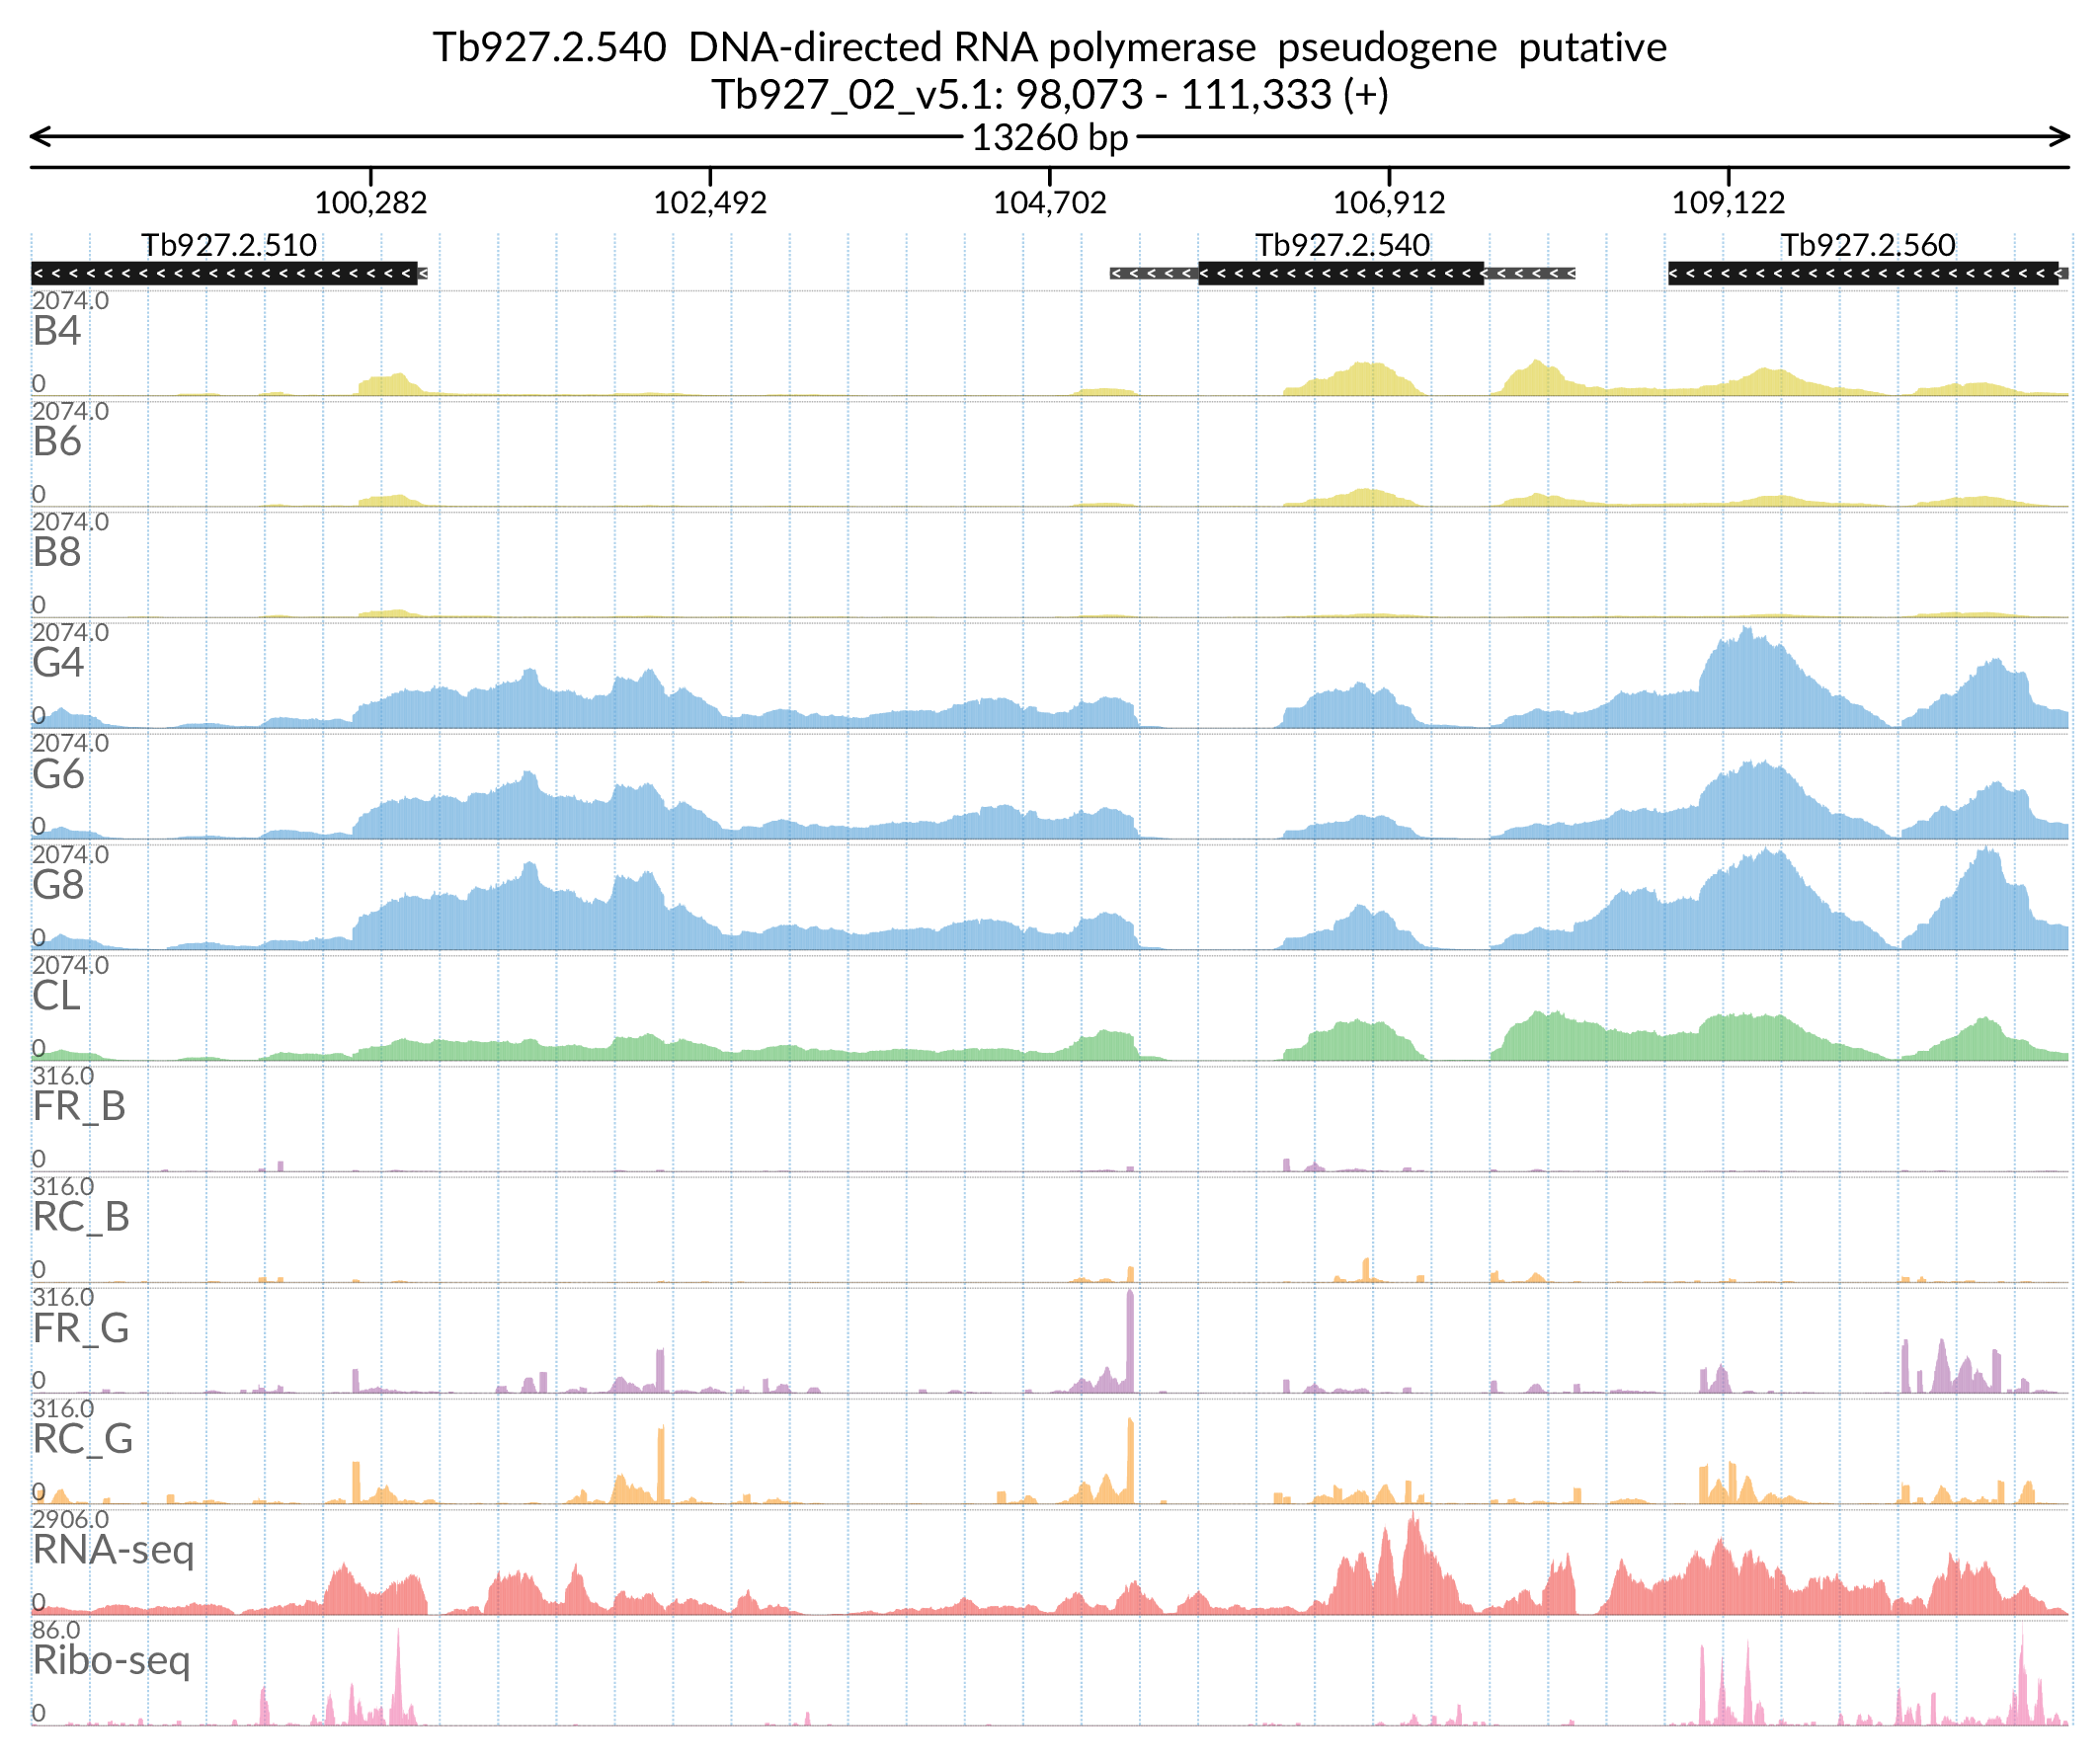 Tb927.2.540  DNA-directed RNA polymerase  pseudogene  putative
Tb927_02_v5.1: 98,073 - 111,333 (+)
13260 bp
100,282 102,492 104,702 106,912 109,122
Tb927.2.510 Tb927.2.540 Tb927.2.560
2074.0
B4
0
2074.0
B6
0
2074.0
B8
0
2074.0
G4
0
2074.0
G6
0
2074.0
G8
0
2074.0
CL
0
316.0
FR_B
0
316.0
RC_B
0
316.0
FR_G
0
316.0
RC_G
0
2906.0
RNA-seq
0
86.0
Ribo-seq
0